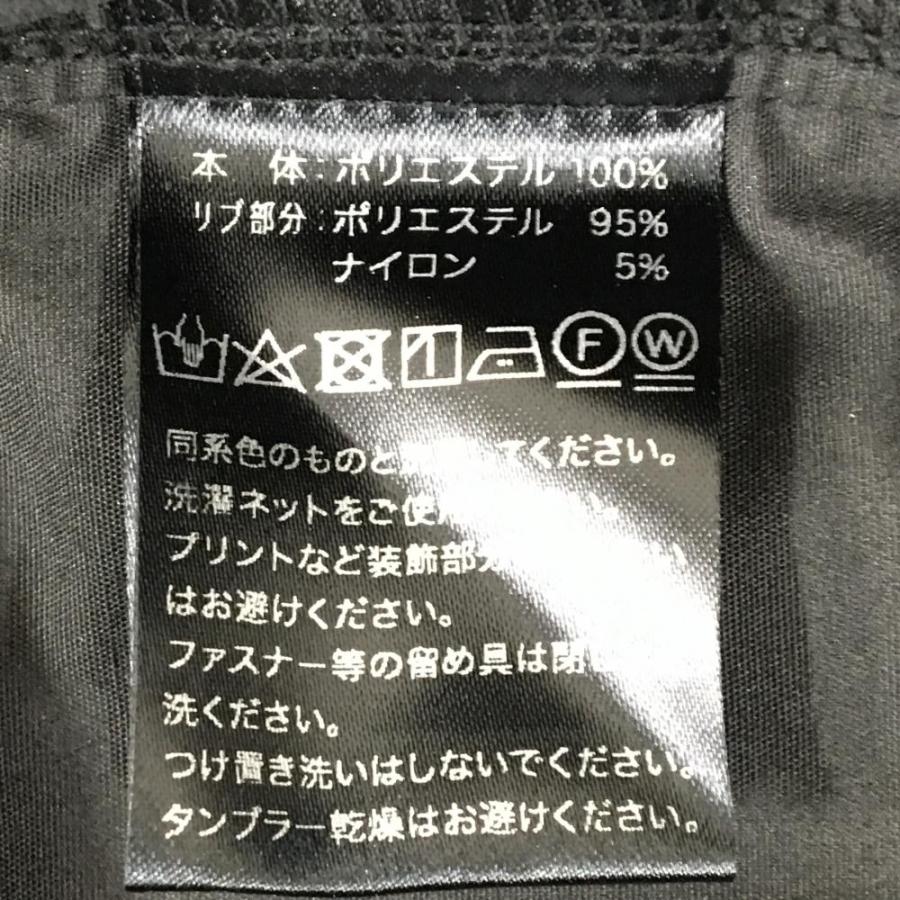 本 体:ポリエステル 100%
リブ部分:ポリエステル 95%
ナイロン 5%
F W
同系色のものと てください。
洗濯ネットをご使用
プリントなど装飾部分 い
はお避けください。
ファスナー等の留め具は閉
洗ください。
つけ置き洗いはしないでください。
タンブラー乾燥はお避けください。